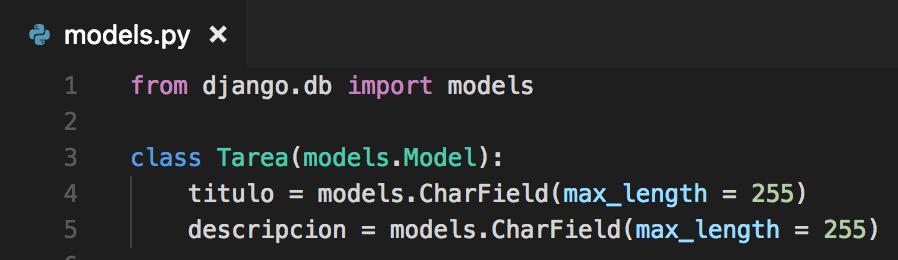 models.py ×
1 from django.db import models
2
3 class Tarea(models.Model):
4     titulo = models.CharField(max_length = 255)
5     descripcion = models.CharField(max_length = 255)